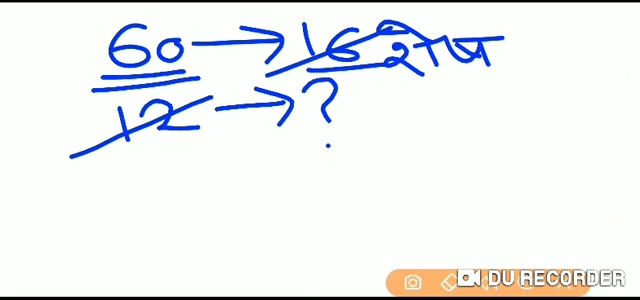 60 → 16
12 → ?
DU RECORDER